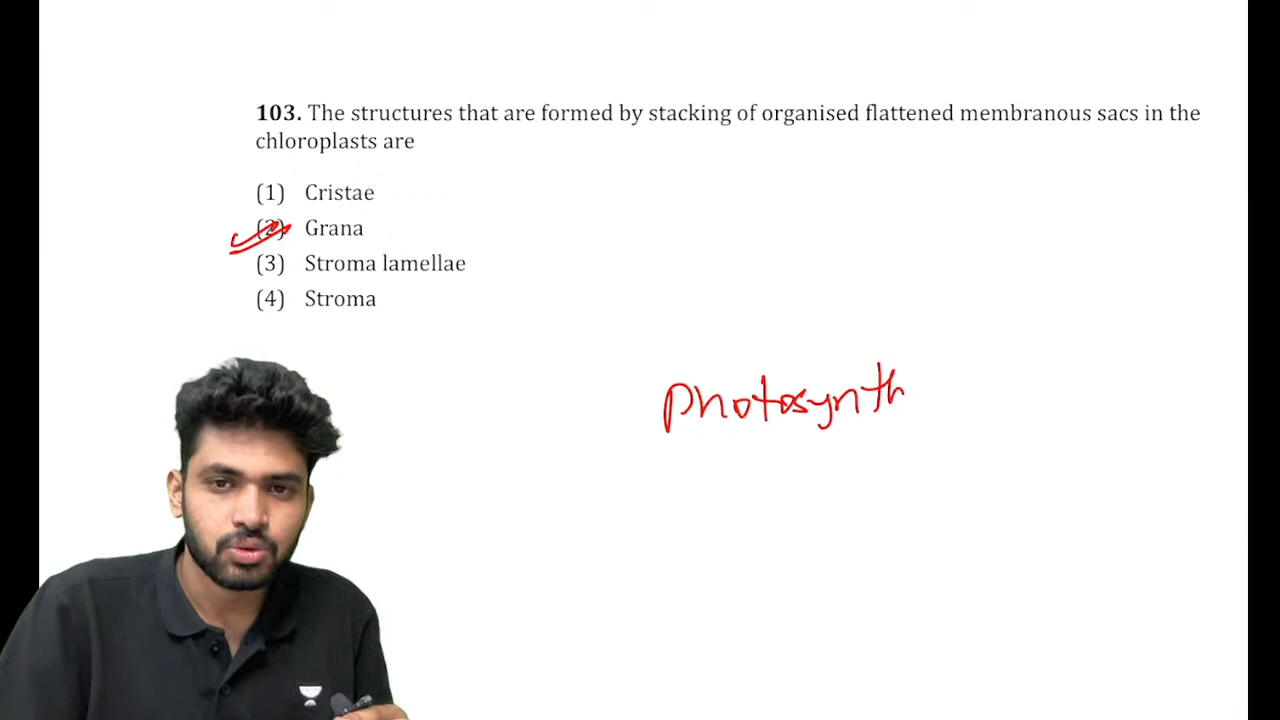 103. The structures that are formed by stacking of organised flattened membranous sacs in the
chloroplasts are
(1) Cristae
(2) Grana
(3) Stroma lamellae
(4) Stroma
Photosynth